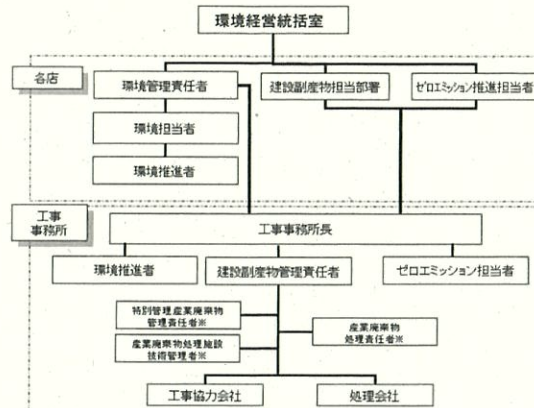 環境経営統括室
各店
環境管理責任者
建設副産物担当部署
ゼロエミッション推進担当者
環境担当者
環境推進者
工事
事務所
工事事務所長
環境推進者
建設副産物管理責任者
ゼロエミッション担当者
特別管理産業廃棄物
管理責任者※
産業廃棄物
処理責任者※
産業廃棄物処理施設
技術管理者※
工事協力会社
処理会社